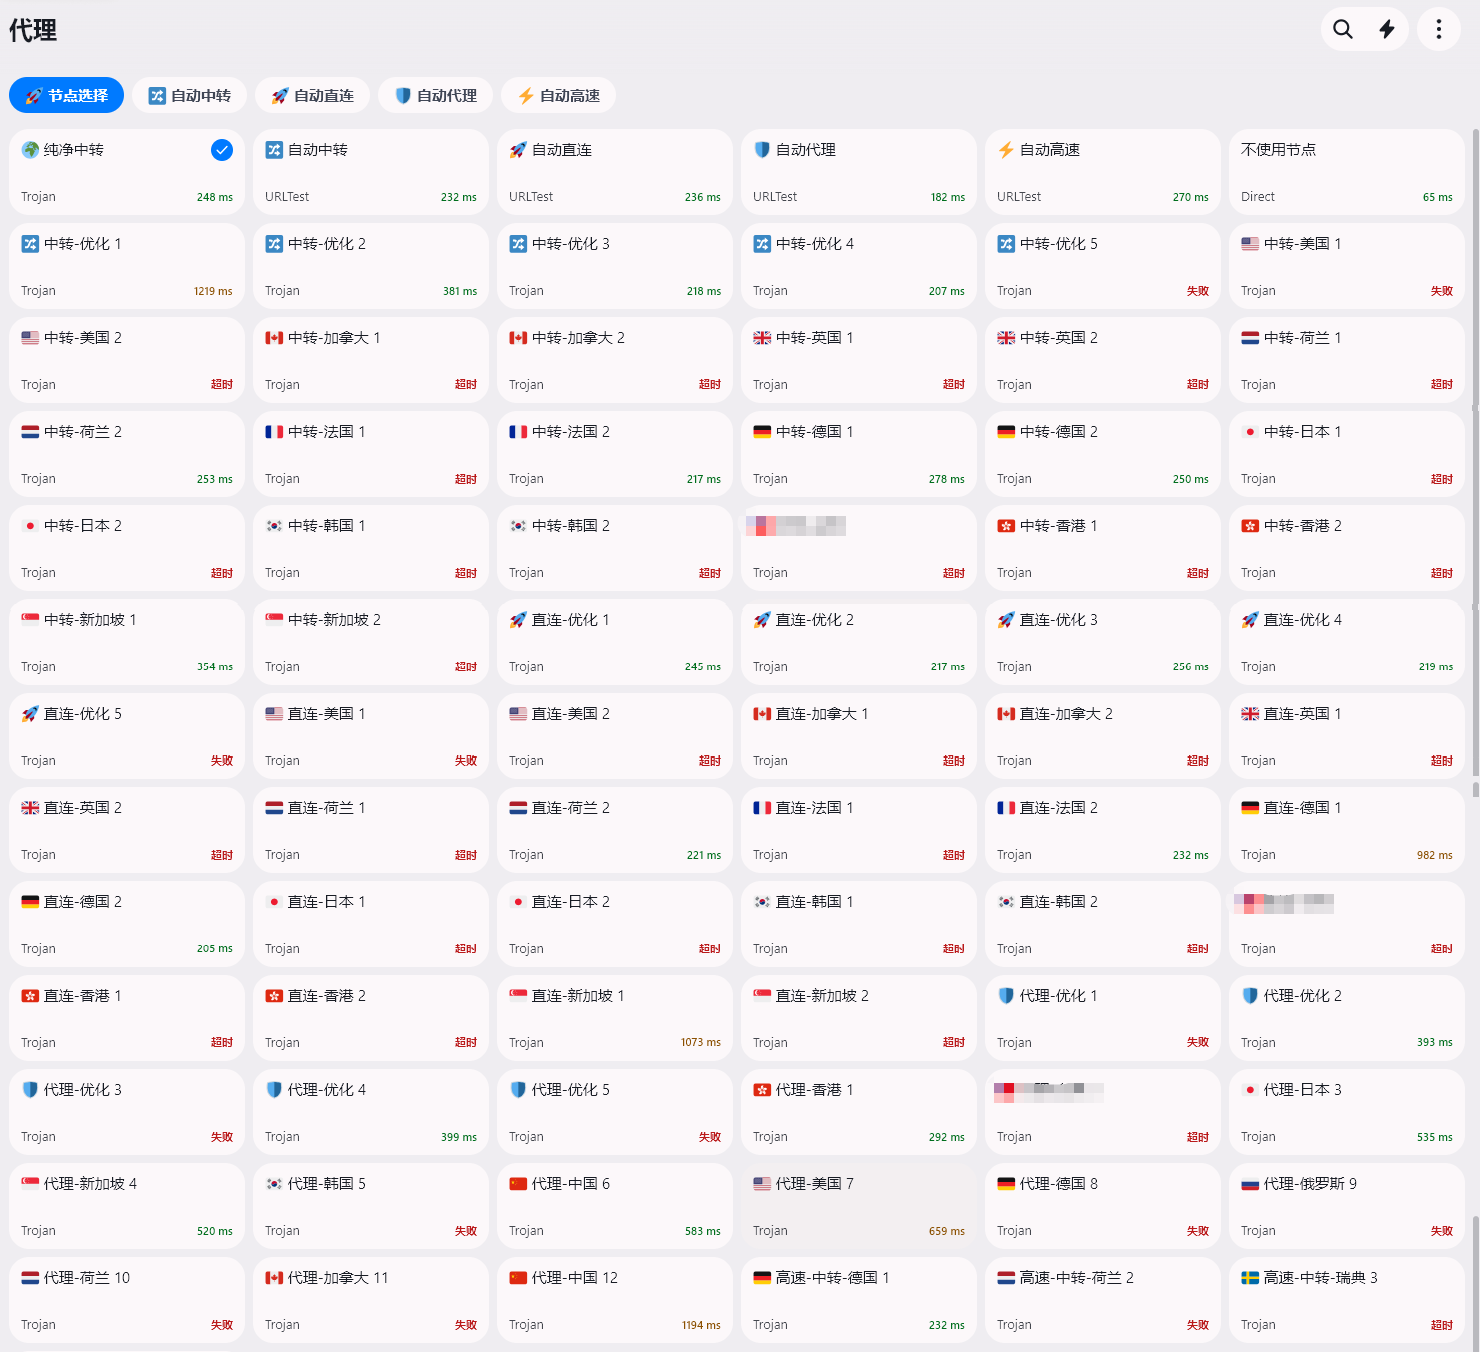 代理
节点选择 自动中转 自动直连 自动代理 自动高速
纯净中转 自动中转 自动直连 自动代理 自动高速 不使用节点
Trojan 248 ms URLTest 232 ms URLTest 236 ms URLTest 182 ms URLTest 270 ms Direct 65 ms
中转-优化 1 中转-优化 2 中转-优化 3 中转-优化 4 中转-优化 5 中转-美国 1
Trojan 1219 ms Trojan 381 ms Trojan 218 ms Trojan 207 ms Trojan 失败 Trojan 失败
中转-美国 2 中转-加拿大 1 中转-加拿大 2 中转-英国 1 中转-英国 2 中转-荷兰 1
Trojan 超时 Trojan 超时 Trojan 超时 Trojan 超时 Trojan 超时 Trojan 超时
中转-荷兰 2 中转-法国 1 中转-法国 2 中转-德国 1 中转-德国 2 中转-日本 1
Trojan 253 ms Trojan 超时 Trojan 217 ms Trojan 278 ms Trojan 250 ms Trojan 超时
中转-日本 2 中转-韩国 1 中转-韩国 2 中转-香港 1 中转-香港 2
Trojan 超时 Trojan 超时 Trojan 超时 Trojan 超时 Trojan 超时 Trojan 超时
中转-新加坡 1 中转-新加坡 2 直连-优化 1 直连-优化 2 直连-优化 3 直连-优化 4
Trojan 354 ms Trojan 超时 Trojan 245 ms Trojan 217 ms Trojan 256 ms Trojan 219 ms
直连-优化 5 直连-美国 1 直连-美国 2 直连-加拿大 1 直连-加拿大 2 直连-英国 1
Trojan 失败 Trojan 失败 Trojan 超时 Trojan 超时 Trojan 超时 Trojan 超时
直连-英国 2 直连-荷兰 1 直连-荷兰 2 直连-法国 1 直连-法国 2 直连-德国 1
Trojan 超时 Trojan 超时 Trojan 221 ms Trojan 超时 Trojan 232 ms Trojan 982 ms
直连-德国 2 直连-日本 1 直连-日本 2 直连-韩国 1 直连-韩国 2
Trojan 205 ms Trojan 超时 Trojan 超时 Trojan 超时 Trojan 超时 Trojan 超时
直连-香港 1 直连-香港 2 直连-新加坡 1 直连-新加坡 2 代理-优化 1 代理-优化 2
Trojan 超时 Trojan 超时 Trojan 1073 ms Trojan 超时 Trojan 失败 Trojan 393 ms
代理-优化 3 代理-优化 4 代理-优化 5 代理-香港 1 代理-日本 3
Trojan 失败 Trojan 399 ms Trojan 失败 Trojan 292 ms Trojan 超时 Trojan 535 ms
代理-新加坡 4 代理-韩国 5 代理-中国 6 代理-美国 7 代理-德国 8 代理-俄罗斯 9
Trojan 520 ms Trojan 失败 Trojan 583 ms Trojan 659 ms Trojan 失败 Trojan 失败
代理-荷兰 10 代理-加拿大 11 代理-中国 12 高速-中转-德国 1 高速-中转-荷兰 2 高速-中转-瑞典 3
Trojan 失败 Trojan 失败 Trojan 1194 ms Trojan 232 ms Trojan 失败 Trojan 超时